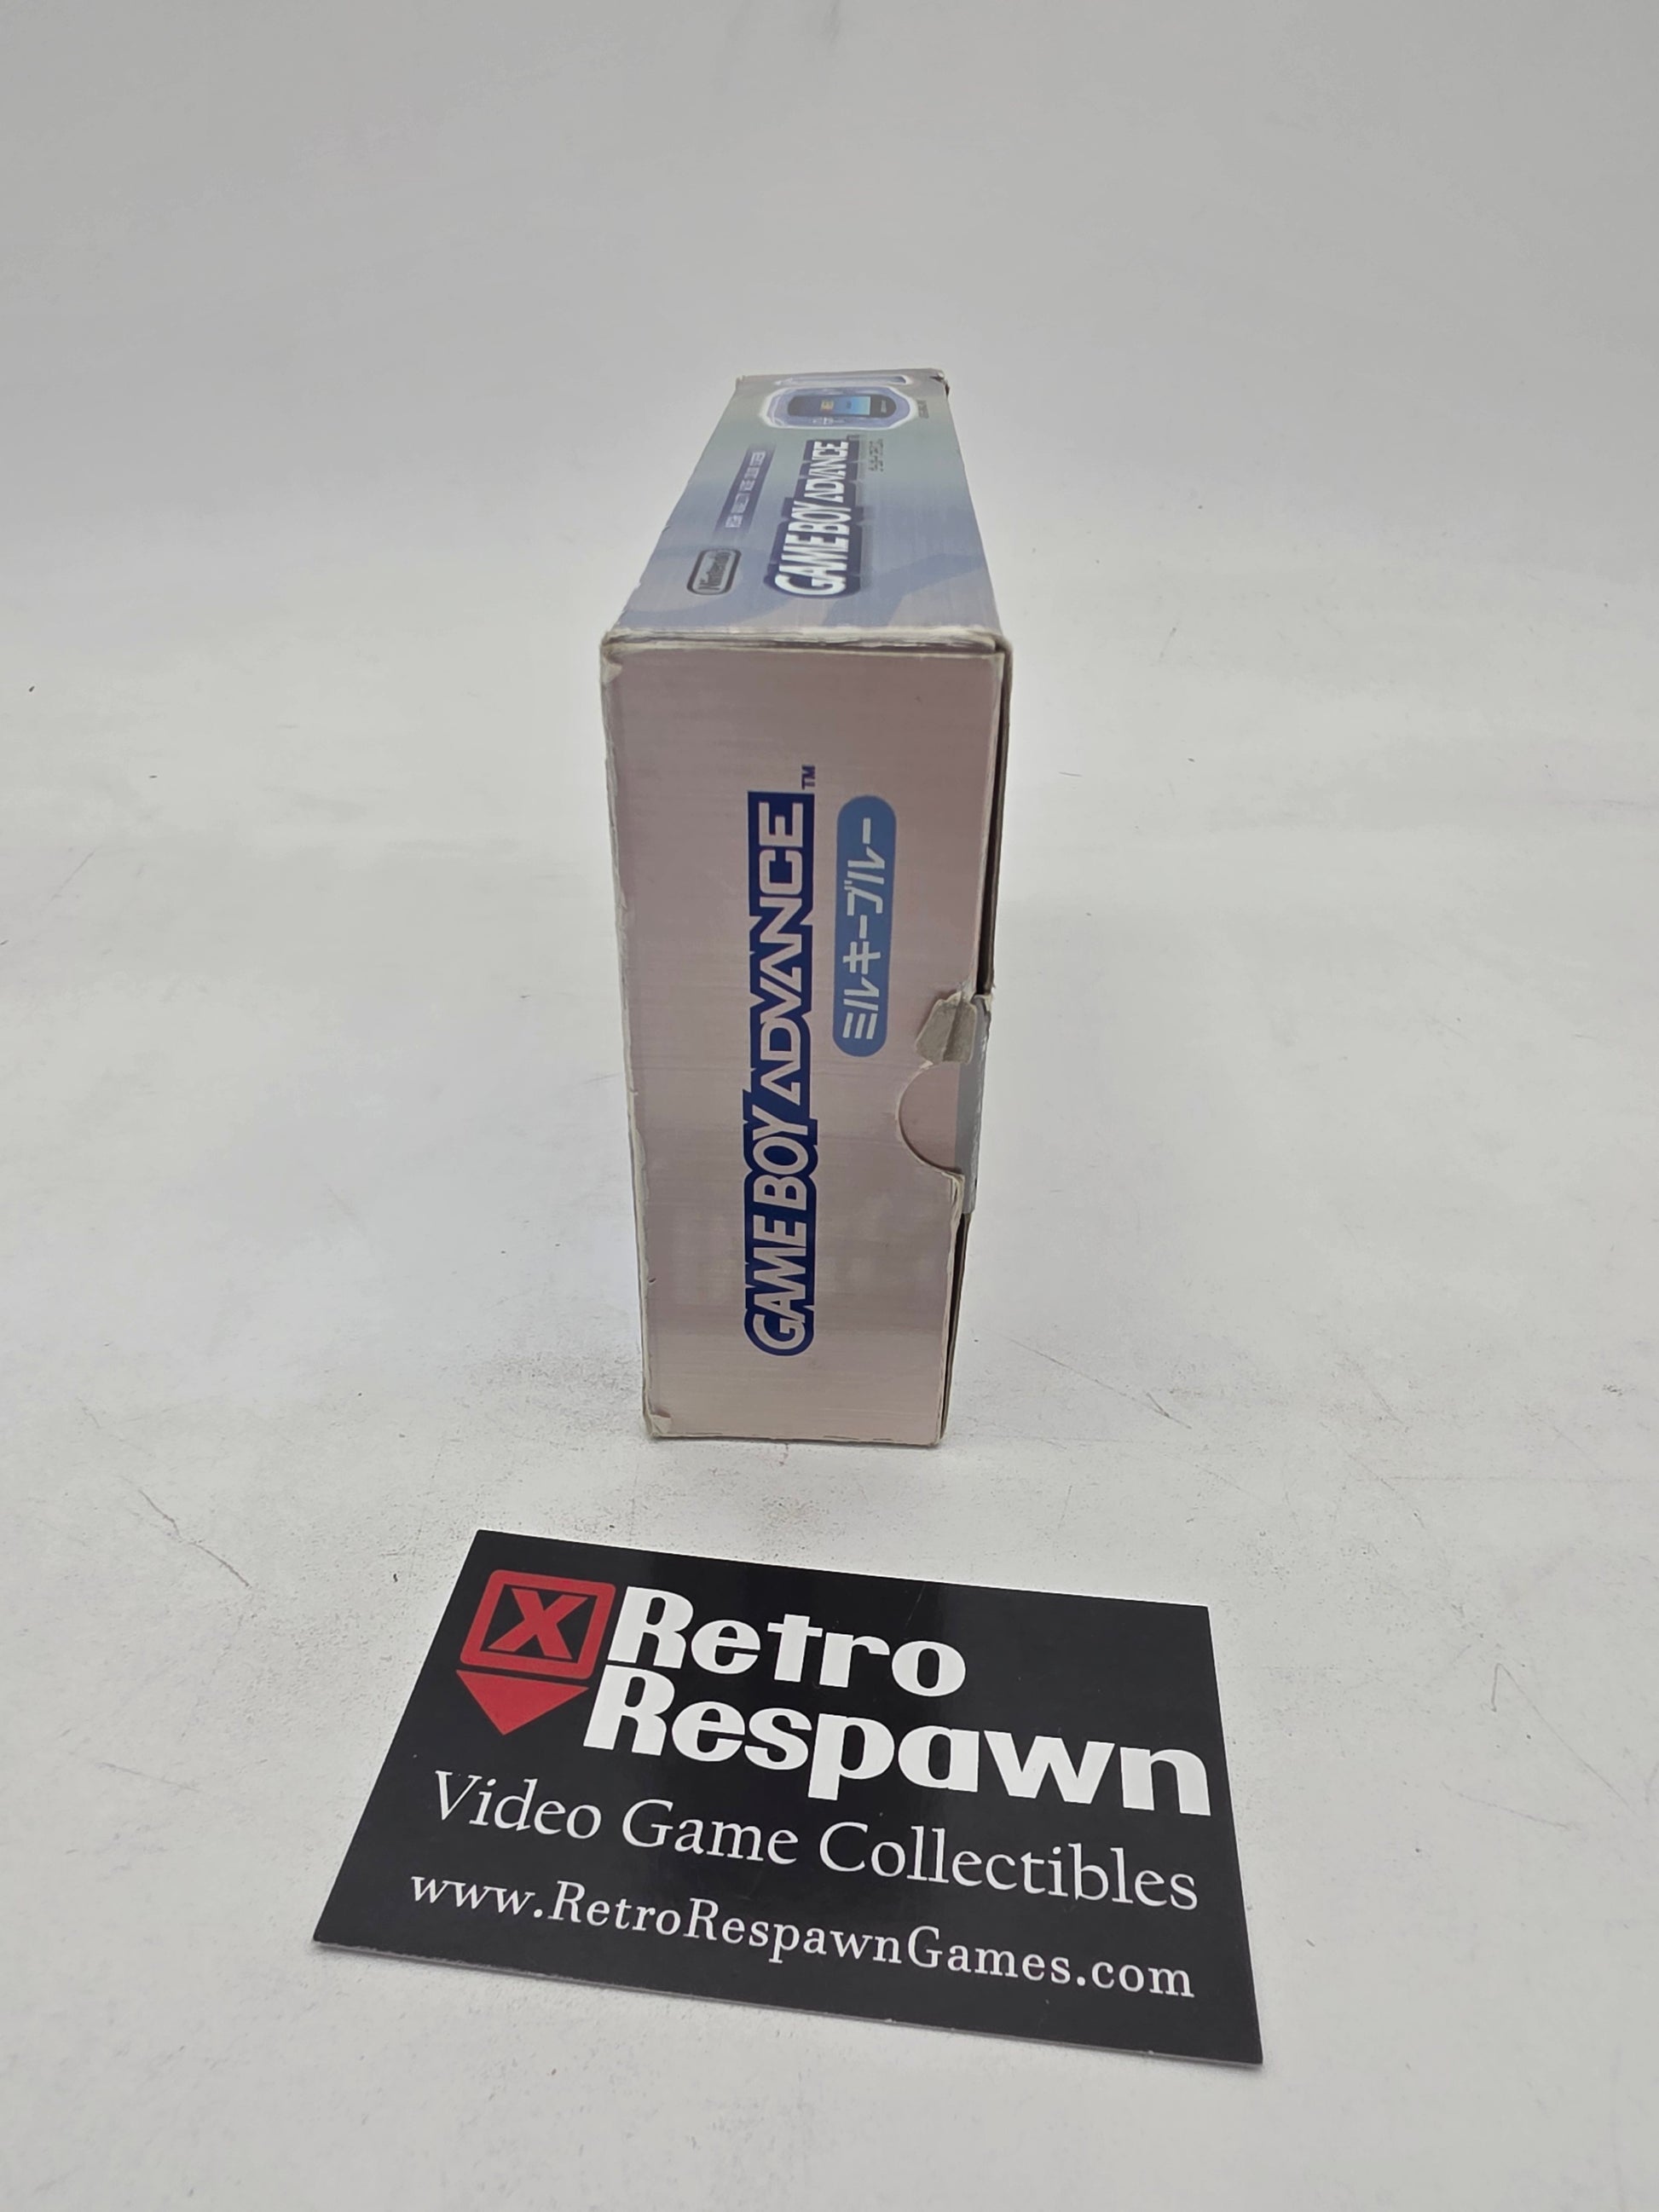 GAME BOY ADVANCE
Nintendo
GAME BOY ADVANCE™
ミルキーブルー
X Retro
Respawn
Video Game Collectibles
www.RetroRespawnGames.com